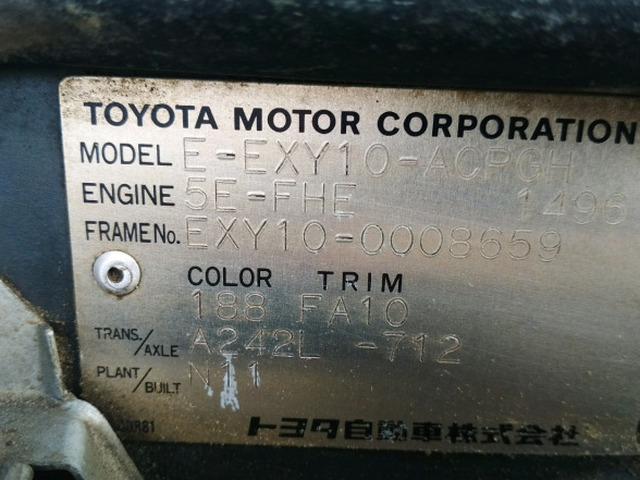 TOYOTA MOTOR CORPORATION
MODEL E-EXY10-ACPGH
ENGINE 5E-FHE 1496
FRAME No. EXY10-0008659
COLOR TRIM
188 FA10
TRANS./AXLE A242L -712
PLANT/BUILT N11
トヨタ自動車株式会社